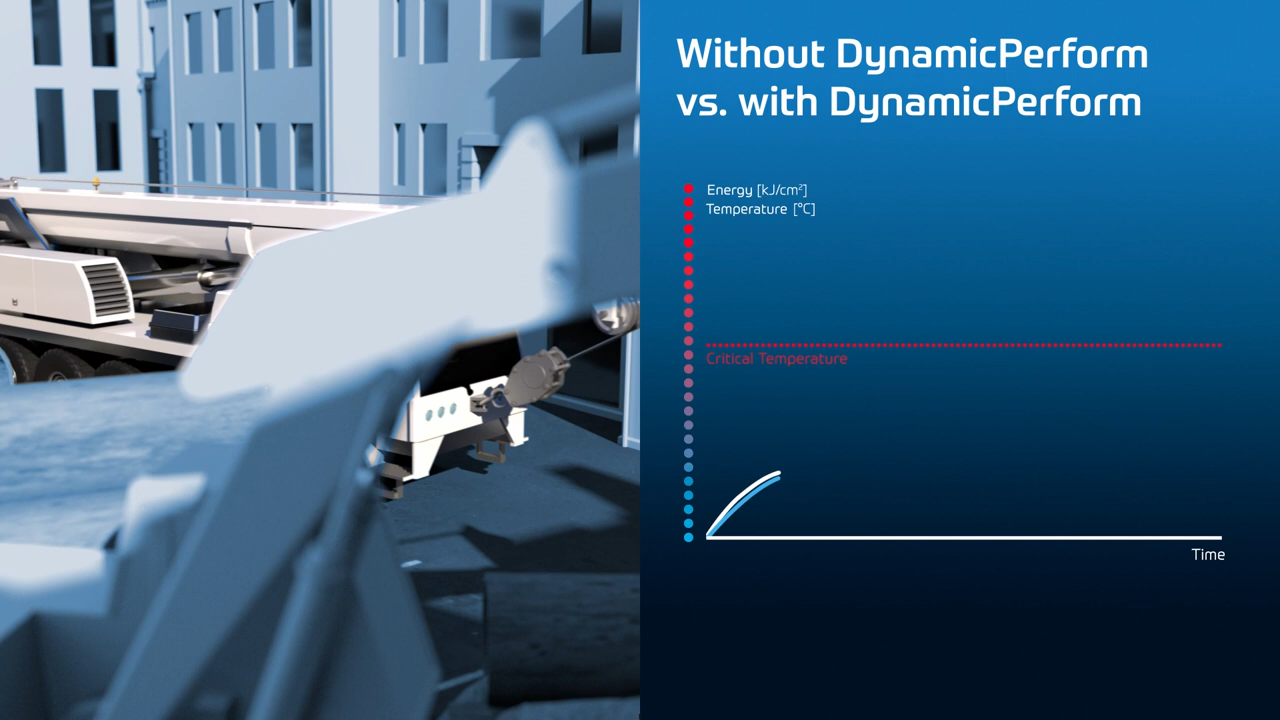 Without DynamicPerform
vs. with DynamicPerform
Energy [kJ/cm²]
Temperature [°C]
Critical Temperature
Time